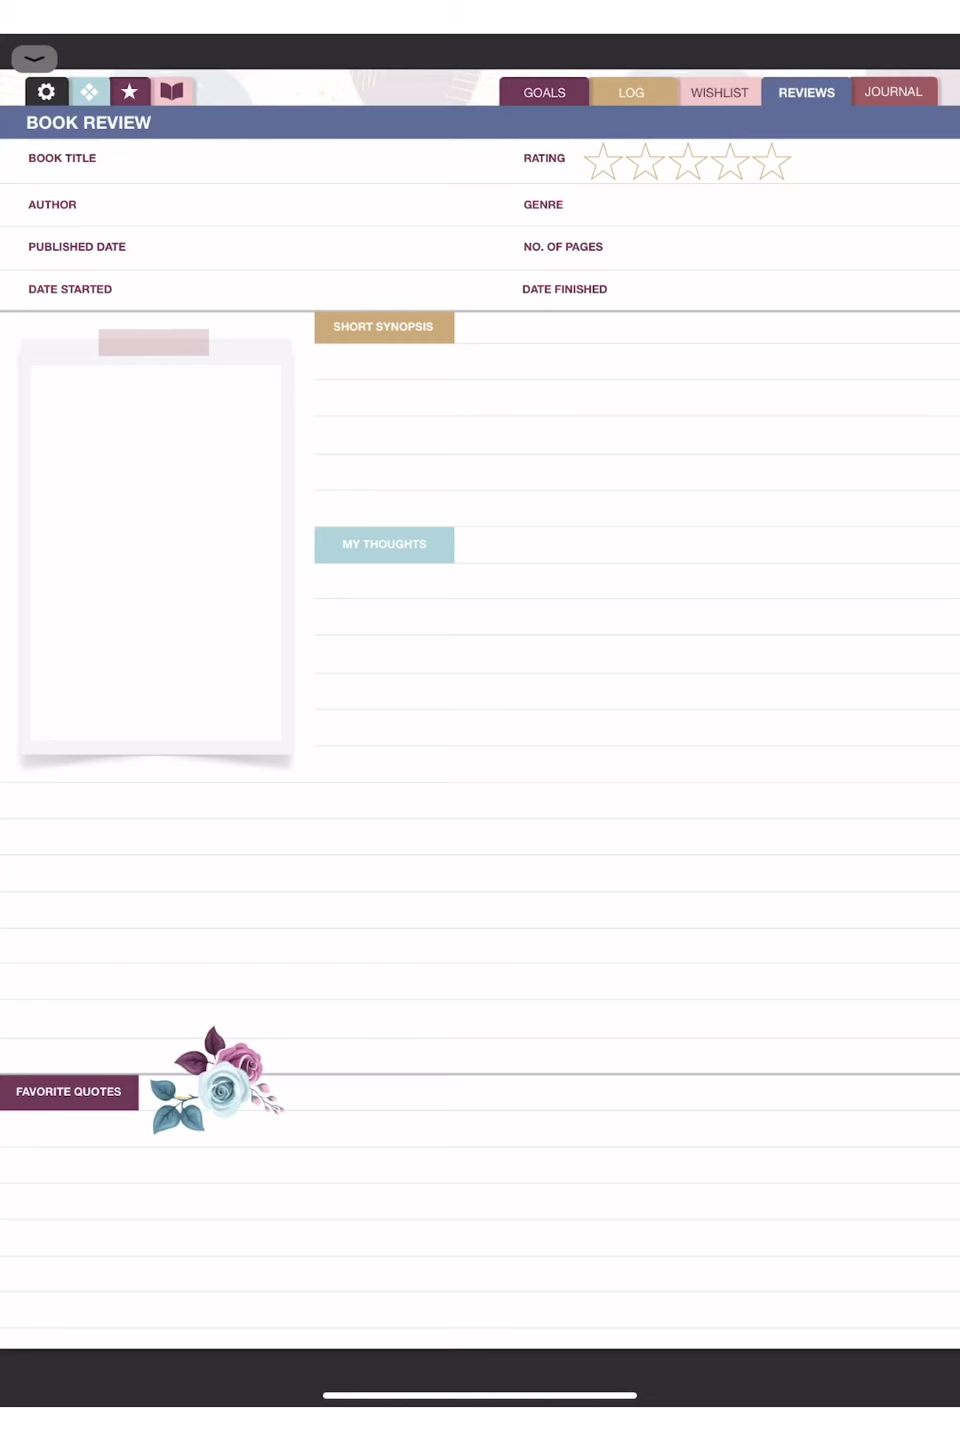 GOALS LOG WISHLIST REVIEWS JOURNAL
BOOK REVIEW
BOOK TITLE RATING
AUTHOR GENRE
PUBLISHED DATE NO. OF PAGES
DATE STARTED DATE FINISHED
SHORT SYNOPSIS
MY THOUGHTS
FAVORITE QUOTES